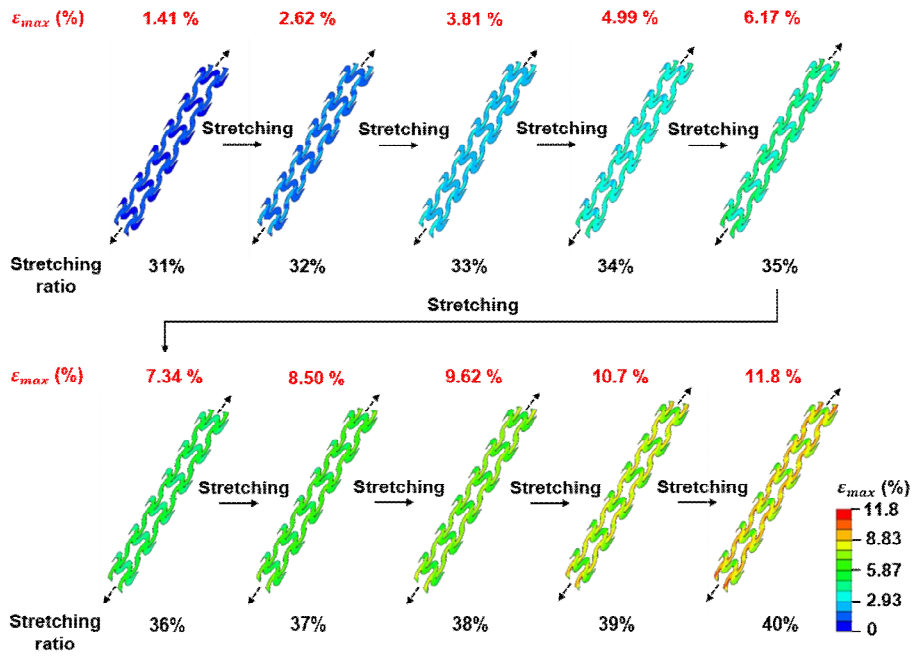 εmax (%) 1.41 % 2.62 % 3.81 % 4.99 % 6.17 %
Stretching Stretching Stretching Stretching
Stretching ratio 31% 32% 33% 34% 35%
Stretching
εmax (%) 7.34 % 8.50 % 9.62 % 10.7 % 11.8 %
Stretching Stretching Stretching Stretching
εmax (%)
11.8
8.83
5.87
2.93
0
Stretching ratio 36% 37% 38% 39% 40%